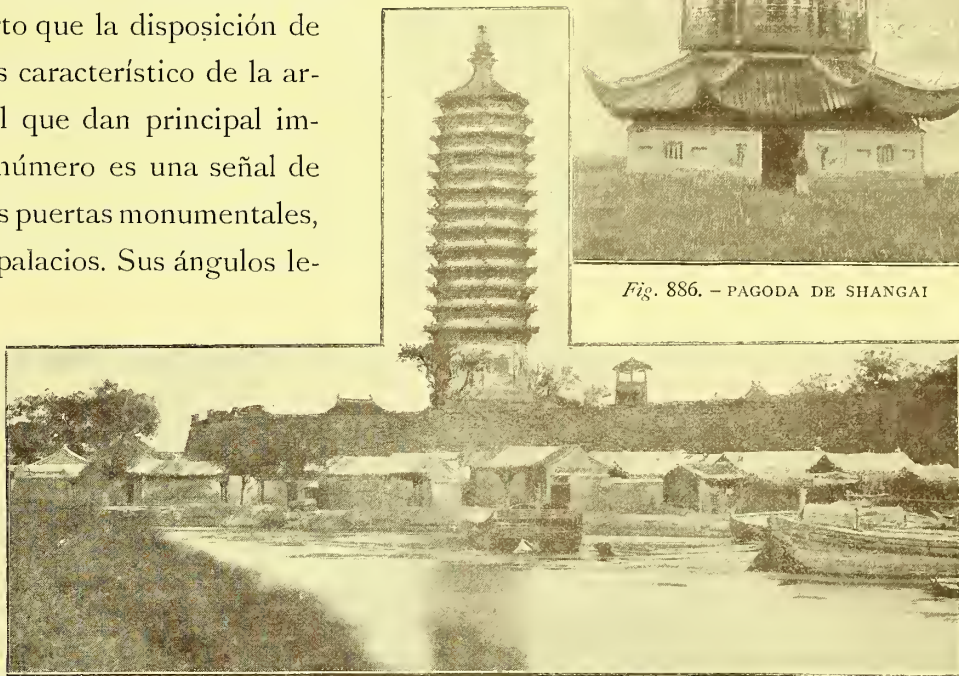 rto que la disposición de
s característico de la ar-
l que dan principal im-
número es una señal de
s puertas monumentales,
palacios. Sus ángulos le-
Fig. 886. – PAGODA DE SHANGAI